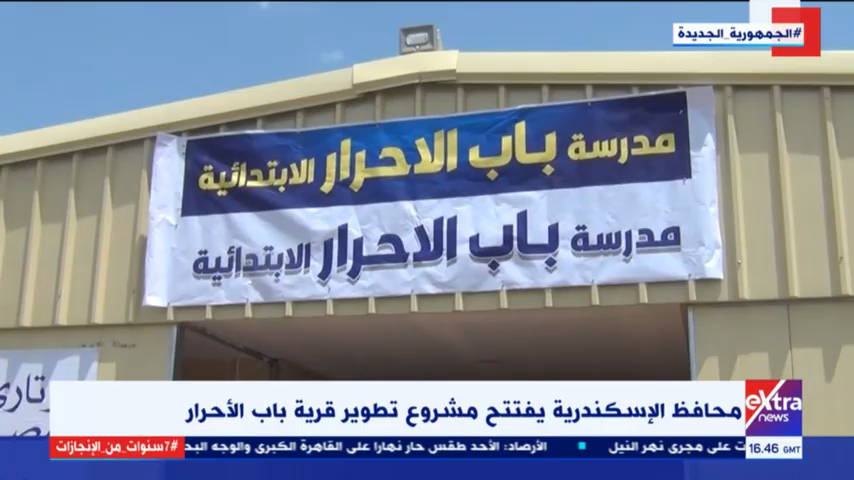 #الجمهورية_الجديدة
مدرسة باب الاحرار الابتدائية
مدرسة باب الاحرار الابتدائية
محافظ الإسكندرية يفتتح مشروع تطوير قرية باب الأحرار
extra news
على مجرى نهر النيل
الأرصاد: الأحد طقس حار نهارا على القاهرة الكبرى والوجه
#7سنوات_من_الإنجازات
16.46 GMT